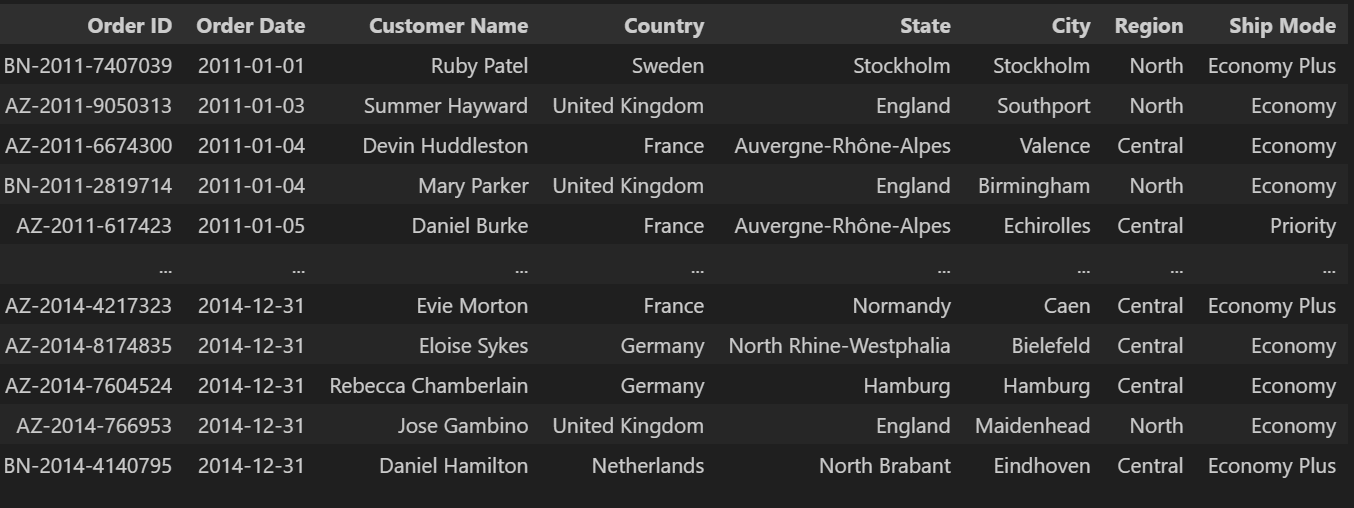 Order ID Order Date Customer Name Country State City Region Ship Mode
BN-2011-7407039 2011-01-01 Ruby Patel Sweden Stockholm Stockholm North Economy Plus
AZ-2011-9050313 2011-01-03 Summer Hayward United Kingdom England Southport North Economy
AZ-2011-6674300 2011-01-04 Devin Huddleston France Auvergne-Rhône-Alpes Valence Central Economy
BN-2011-2819714 2011-01-04 Mary Parker United Kingdom England Birmingham North Economy
AZ-2011-617423 2011-01-05 Daniel Burke France Auvergne-Rhône-Alpes Echirolles Central Priority
... ... ... ... ... ... ... ...
AZ-2014-4217323 2014-12-31 Evie Morton France Normandy Caen Central Economy Plus
AZ-2014-8174835 2014-12-31 Eloise Sykes Germany North Rhine-Westphalia Bielefeld Central Economy
AZ-2014-7604524 2014-12-31 Rebecca Chamberlain Germany Hamburg Hamburg Central Economy
AZ-2014-766953 2014-12-31 Jose Gambino United Kingdom England Maidenhead North Economy
BN-2014-4140795 2014-12-31 Daniel Hamilton Netherlands North Brabant Eindhoven Central Economy Plus